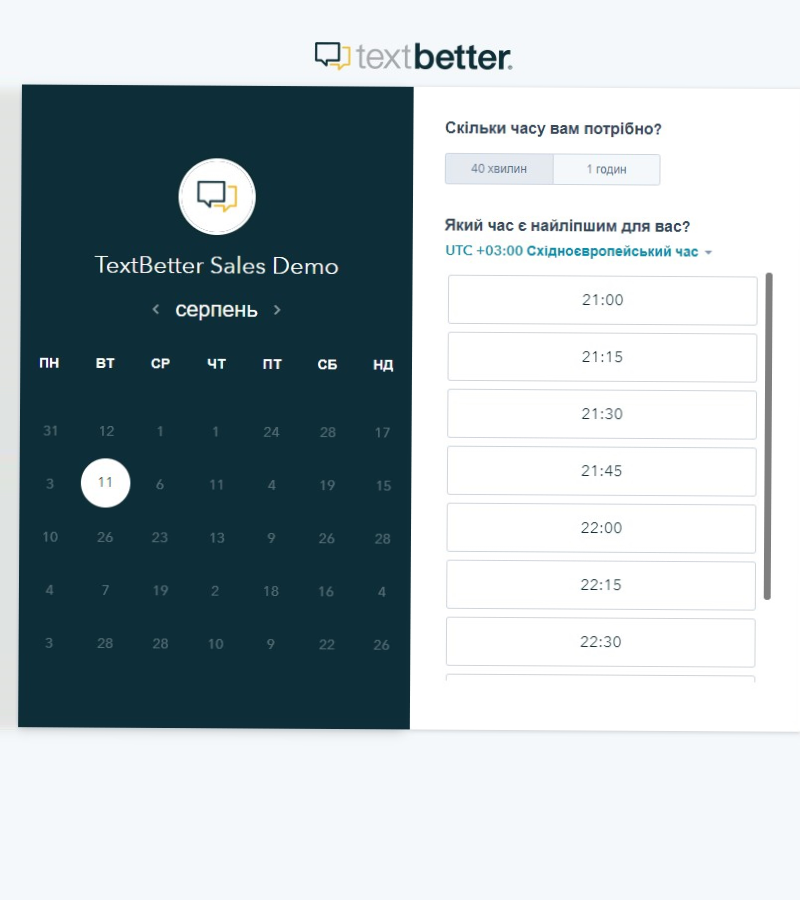 textbetter.
TextBetter Sales Demo
серпень
ПН ВТ СР ЧТ ПТ СБ НД
31 12 1 1 24 28 17
3 11 6 11 4 19 15
10 26 23 13 9 26 28
4 7 19 2 18 16 4
3 28 28 10 9 22 26
Скільки часу вам потрібно?
40 хвилин 1 годин
Який час є найліпшим для вас?
UTC +03:00 Східноєвропейський час
21:00
21:15
21:30
21:45
22:00
22:15
22:30